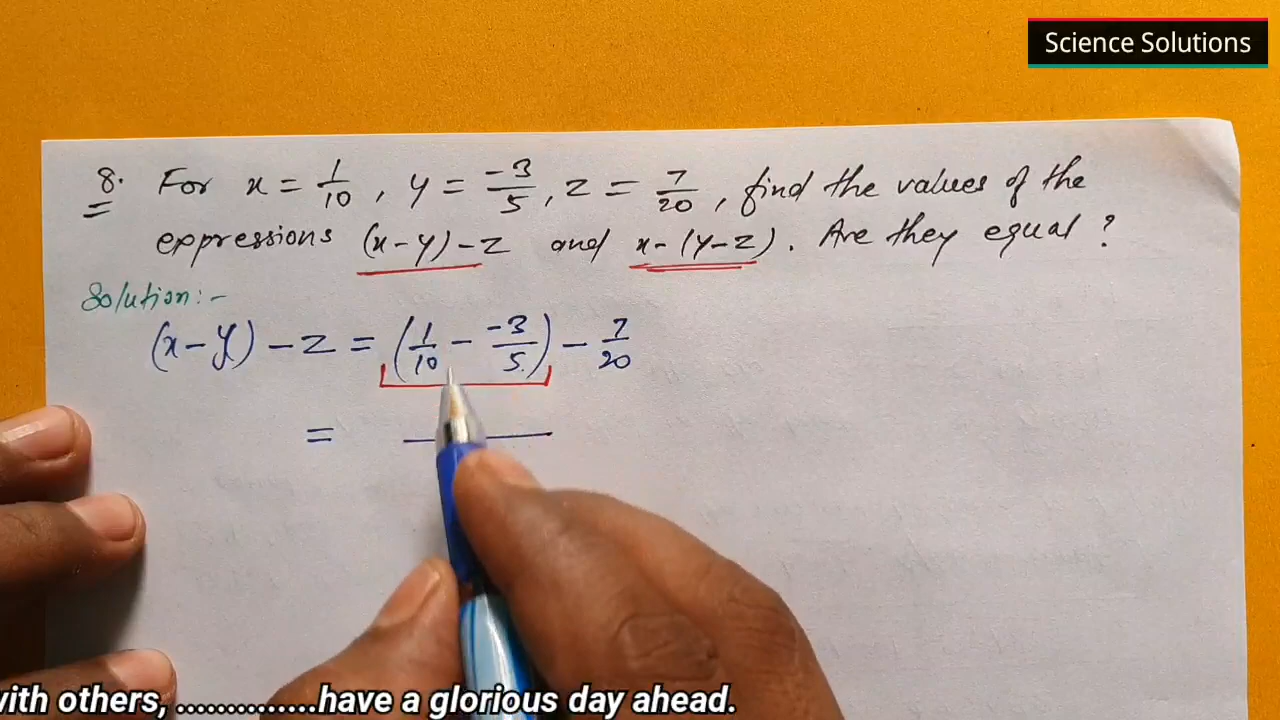 Science Solutions
8. For x = 1/10, y = -3/5, z = 7/20, find the values of the
expressions (x-y)-z and x-(y-z). Are they equal?
Solution:-
(x-y)-z = (1/10 - -3/5) - 7/20
=
with others, ..............have a glorious day ahead.